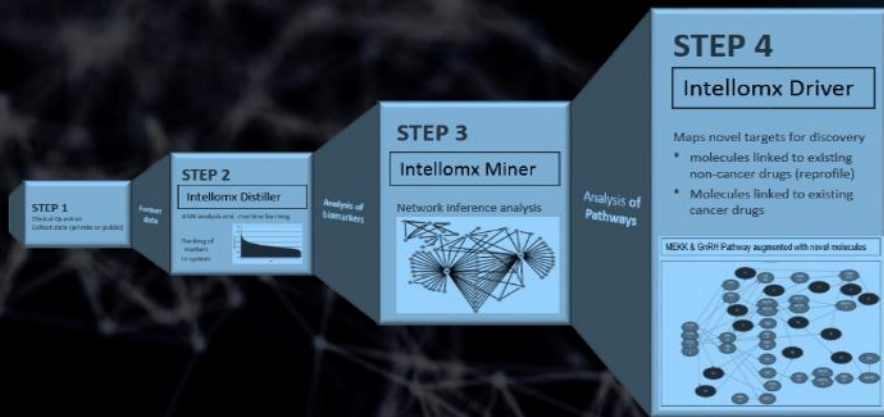 STEP 1
Clinical Question
Collect data (private or public)
Format
data
STEP 2
Intellomx Distiller
ANN analysis and machine learning
Ranking of
markers
in system
Analysis of
biomarkers
STEP 3
Intellomx Miner
Network Inference analysis
Analysis of
Pathways
STEP 4
Intellomx Driver
Maps novel targets for discovery
* molecules linked to existing
non-cancer drugs (reprofile)
* Molecules linked to existing
cancer drugs
MEKK & GnRH Pathway augmented with novel molecules